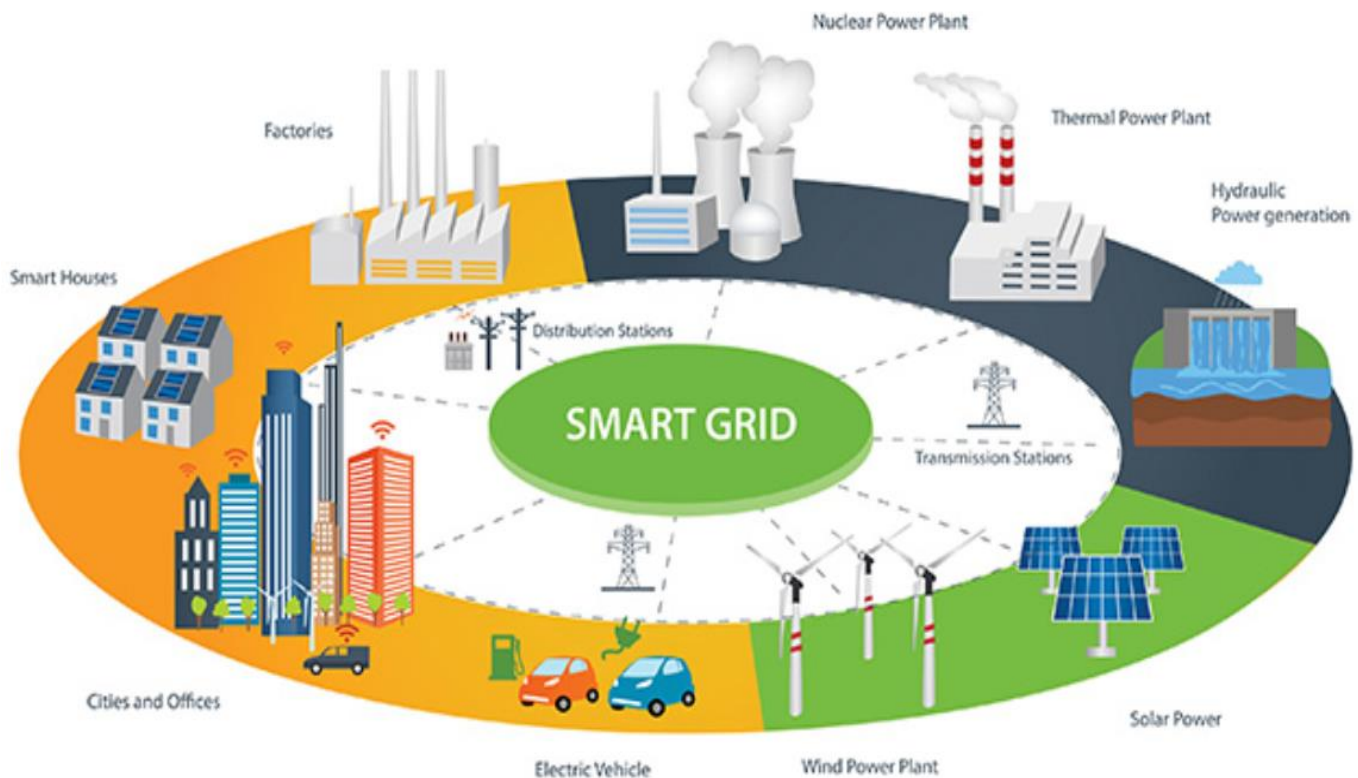 Nuclear Power Plant
Factories
Thermal Power Plant
Hydraulic
Power generation
Smart Houses
Distribution Stations
SMART GRID
Transmission Stations
Cities and Offices
Solar Power
Electric Vehicle
Wind Power Plant